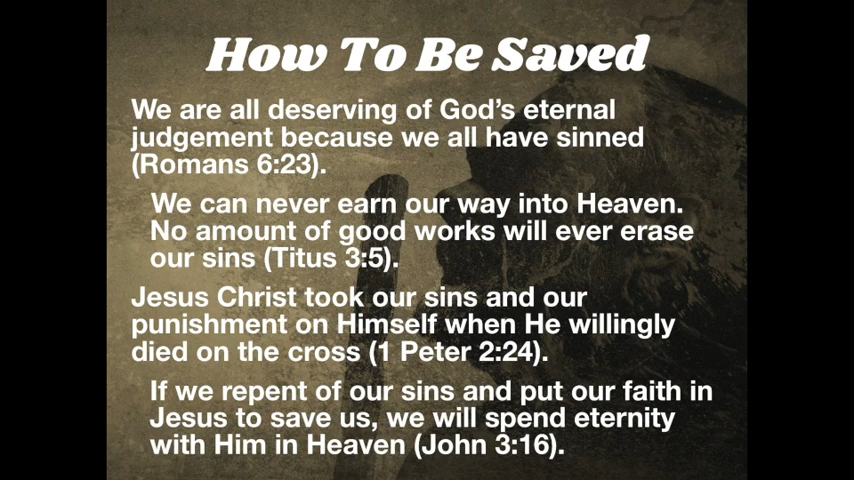 How To Be Saved
We are all deserving of God's eternal
judgement because we all have sinned
(Romans 6:23).
We can never earn our way into Heaven.
No amount of good works will ever erase
our sins (Titus 3:5).
Jesus Christ took our sins and our
punishment on Himself when He willingly
died on the cross (1 Peter 2:24).
If we repent of our sins and put our faith in
Jesus to save us, we will spend eternity
with Him in Heaven (John 3:16).